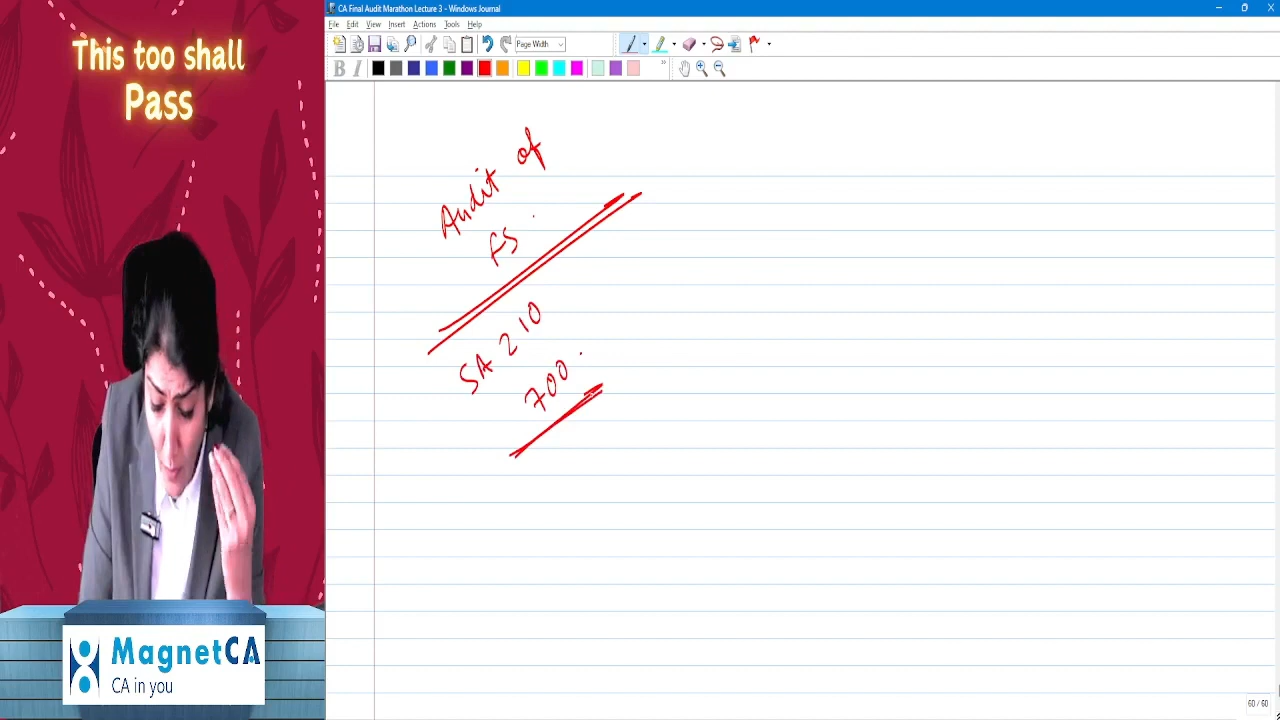 This too shall
Pass
CA Final Audit Marathon Lecture 3 - Windows Journal
File Edit View Insert Actions Tools Help
Page Width
B I
Audit of
FS.
SA 210
700.
MagnetCA
CA in you
60 / 60